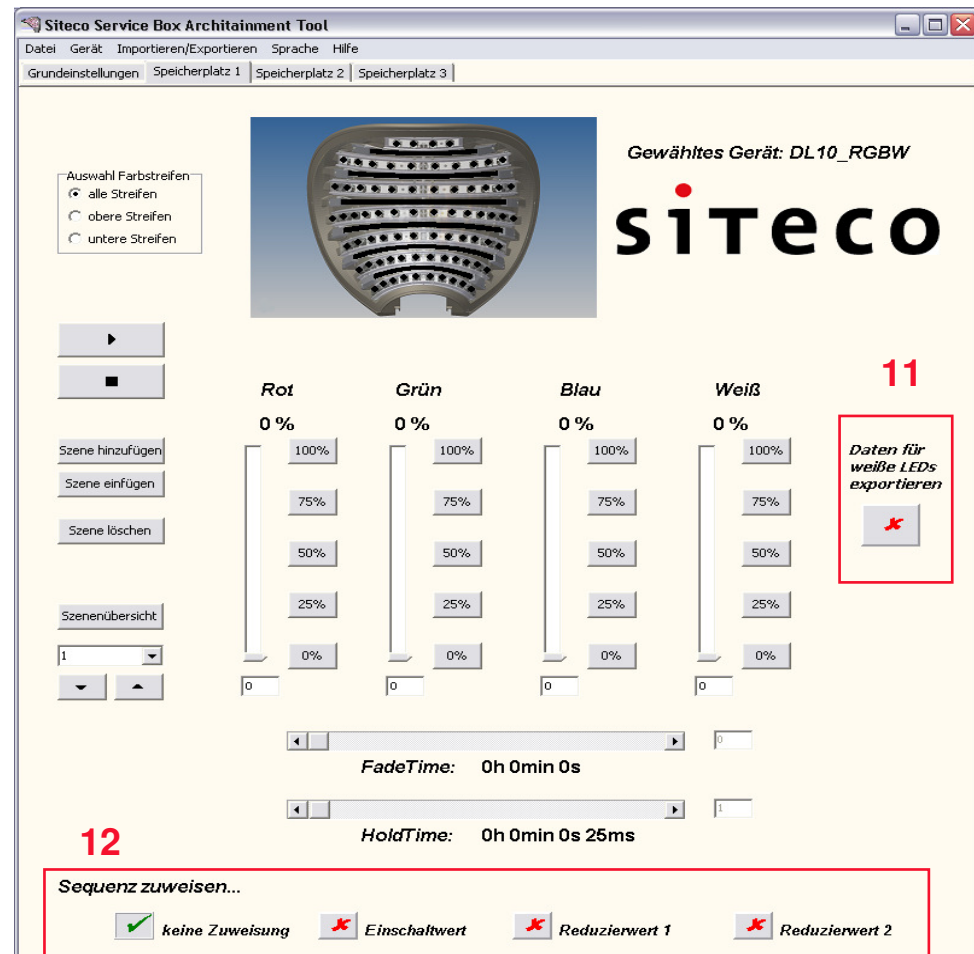 Siteco Service Box Architainment Tool
Datei Gerät Importieren/Exportieren Sprache Hilfe
Grundeinstellungen Speicherplatz 1 Speicherplatz 2 Speicherplatz 3
Auswahl Farbstreifen
alle Streifen
obere Streifen
untere Streifen
Gewähltes Gerät: DL10_RGBW
siteco
Rot Grün Blau Weiß
0 % 0 % 0 % 0 %
100% 100% 100% 100%
75% 75% 75% 75%
50% 50% 50% 50%
25% 25% 25% 25%
0% 0% 0% 0%
0 0 0 0
Szene hinzufügen
Szene einfügen
Szene löschen
Szenenübersicht
1
11
Daten für
weiße LEDs
exportieren
0
FadeTime: 0h 0min 0s
1
HoldTime: 0h 0min 0s 25ms
12
Sequenz zuweisen...
keine Zuweisung Einschaltwert Reduzierwert 1 Reduzierwert 2